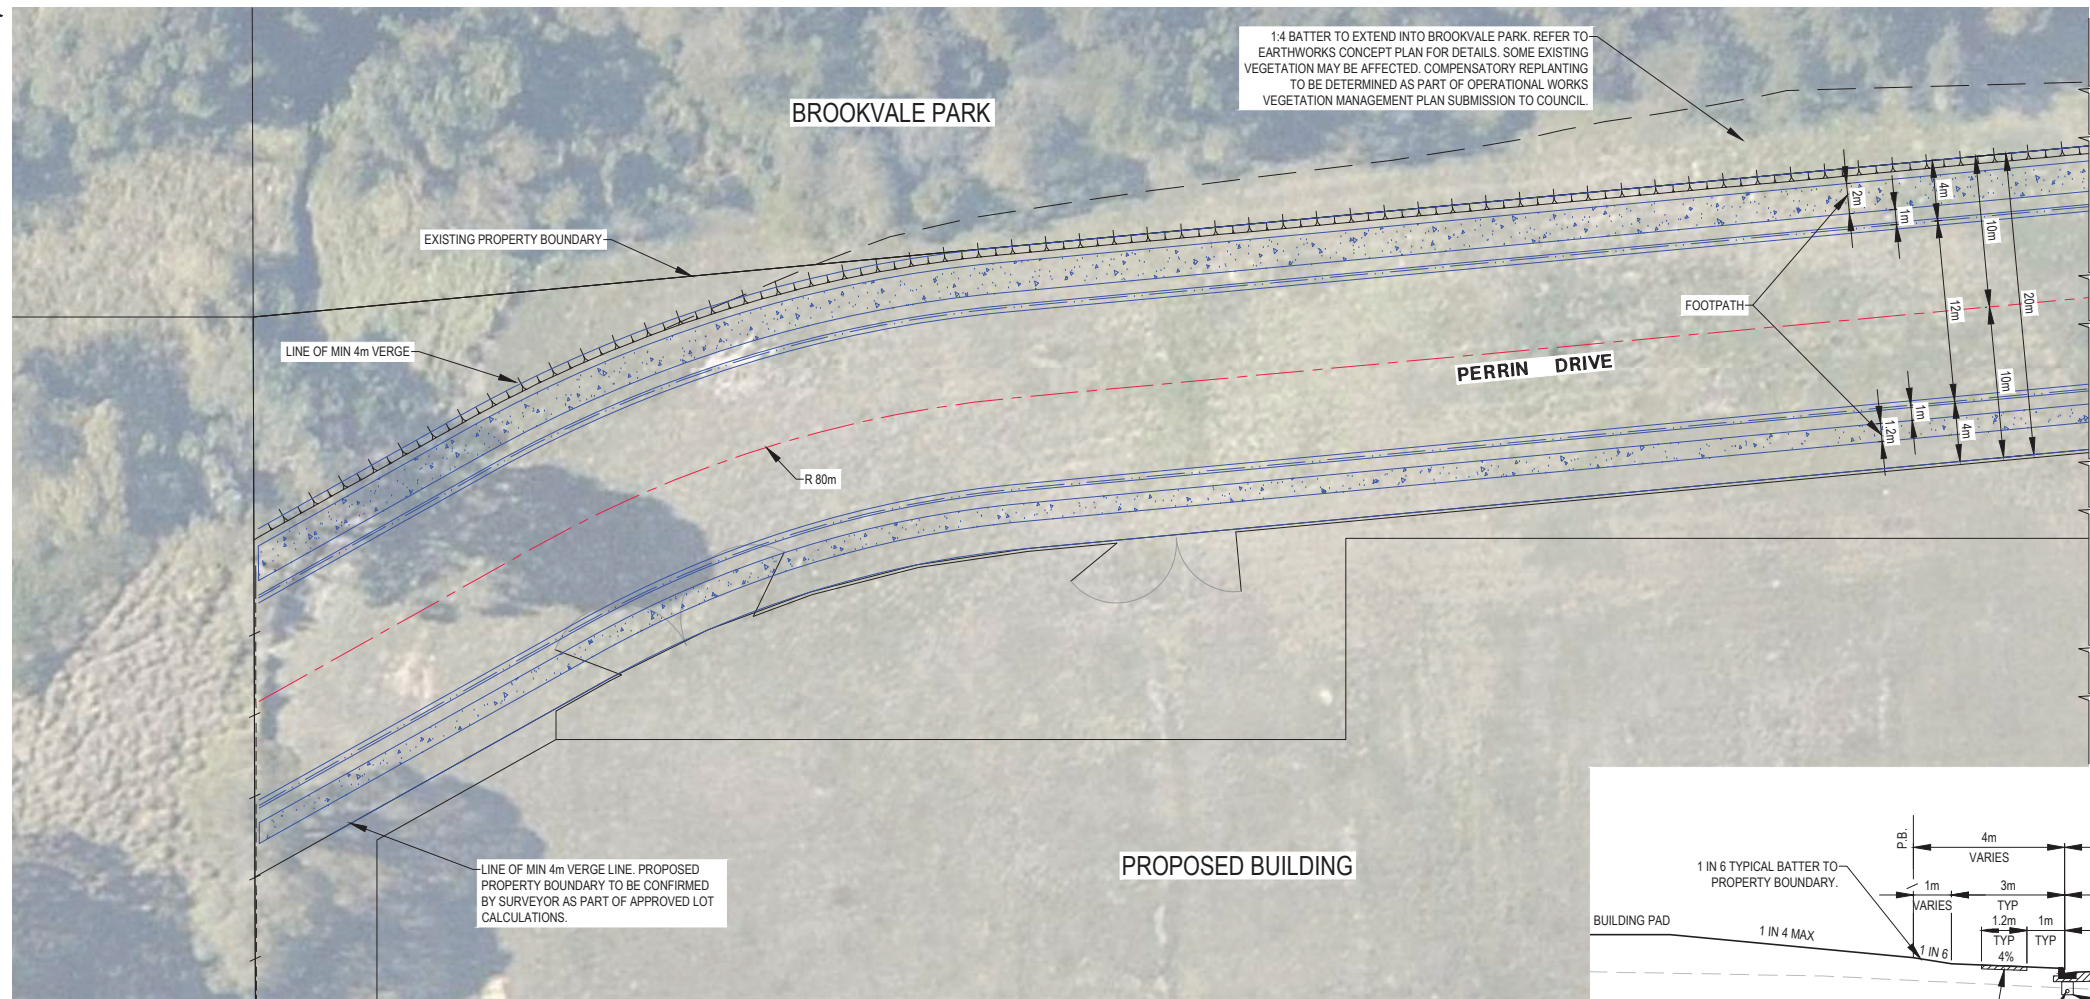 1:4 BATTER TO EXTEND INTO BROOKVALE PARK. REFER TO
EARTHWORKS CONCEPT PLAN FOR DETAILS. SOME EXISTING
VEGETATION MAY BE AFFECTED. COMPENSATORY REPLANTING
TO BE DETERMINED AS PART OF OPERATIONAL WORKS
VEGETATION MANAGEMENT PLAN SUBMISSION TO COUNCIL.
BROOKVALE PARK
EXISTING PROPERTY BOUNDARY
LINE OF MIN 4m VERGE
2m
1m
4m
10m
FOOTPATH
12m
20m
PERRIN DRIVE
10m
1.2m
1m
4m
R 80m
LINE OF MIN 4m VERGE LINE. PROPOSED
PROPERTY BOUNDARY TO BE CONFIRMED
BY SURVEYOR AS PART OF APPROVED LOT
CALCULATIONS.
PROPOSED BUILDING
P.B.
4m
VARIES
1 IN 6 TYPICAL BATTER TO
PROPERTY BOUNDARY.
1m
VARIES
3m
TYP
BUILDING PAD
1 IN 4 MAX
1 IN 6
1.2m
TYP
4%
1m
TYP